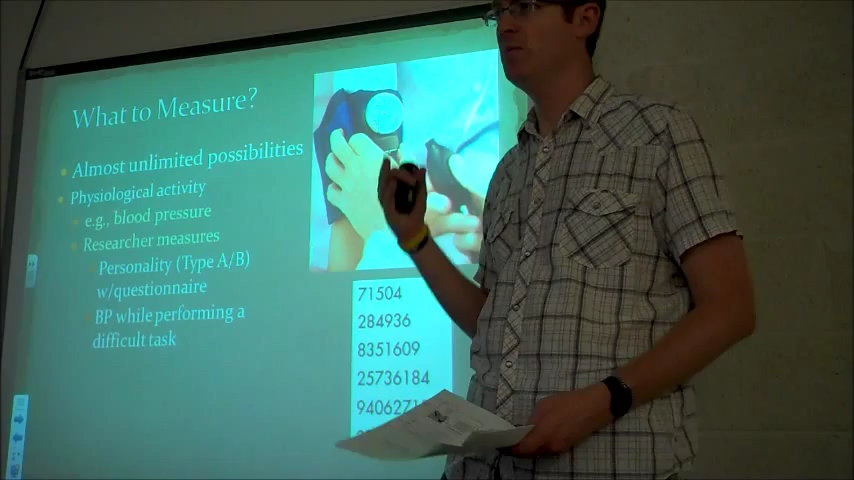 What to Measure?
Almost unlimited possibilities
Physiological activity
e.g., blood pressure
Researcher measures
Personality (Type A/B)
w/questionnaire
BP while performing a
difficult task
71504
284936
8351609
25736184
940627